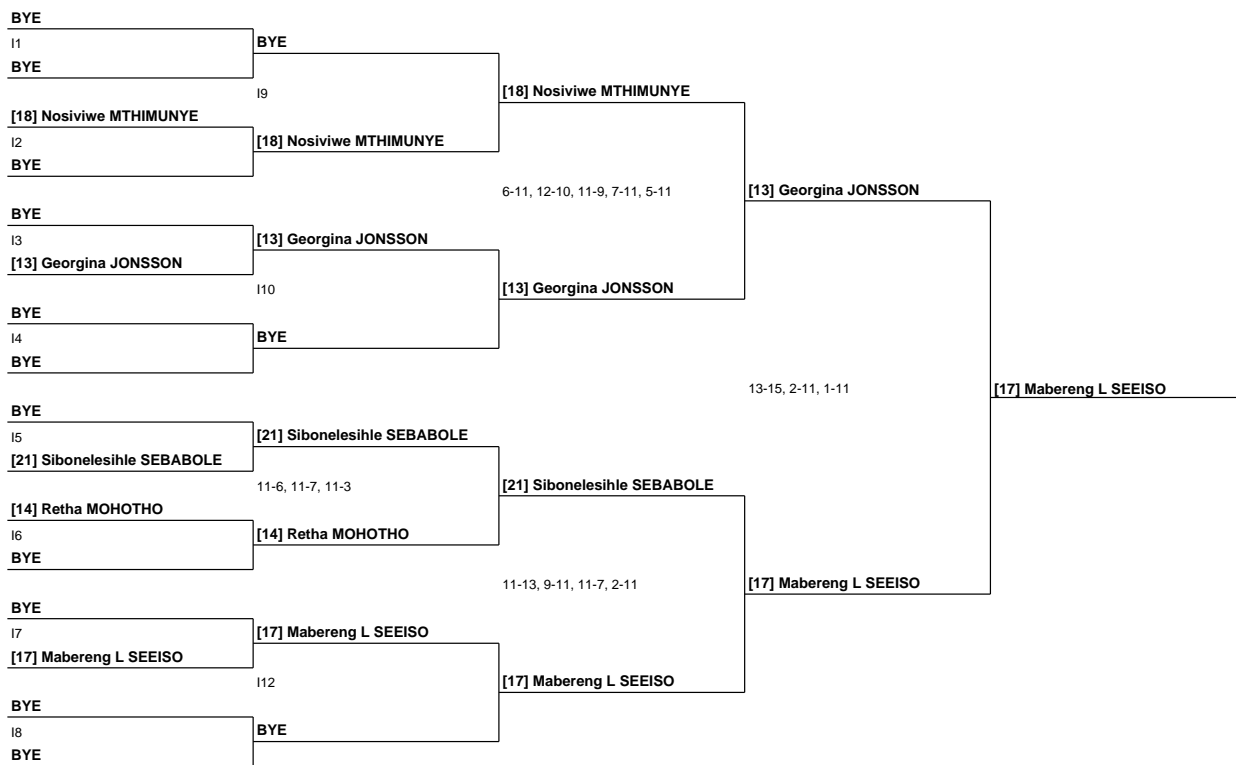 BYE
I1
BYE
BYE
I9
[18] Nosiviwe MTHIMUNYE
[18] Nosiviwe MTHIMUNYE
I2
[18] Nosiviwe MTHIMUNYE
BYE
6-11, 12-10, 11-9, 7-11, 5-11
[13] Georgina JONSSON
BYE
I3
[13] Georgina JONSSON
[13] Georgina JONSSON
I10
[13] Georgina JONSSON
BYE
I4
BYE
BYE
13-15, 2-11, 1-11
[17] Mabereng L SEEISO
BYE
I5
[21] Sibonelesihle SEBABOLE
[21] Sibonelesihle SEBABOLE
11-6, 11-7, 11-3
[21] Sibonelesihle SEBABOLE
[14] Retha MOHOTHO
I6
[14] Retha MOHOTHO
BYE
11-13, 9-11, 11-7, 2-11
[17] Mabereng L SEEISO
BYE
I7
[17] Mabereng L SEEISO
[17] Mabereng L SEEISO
I12
[17] Mabereng L SEEISO
BYE
I8
BYE
BYE